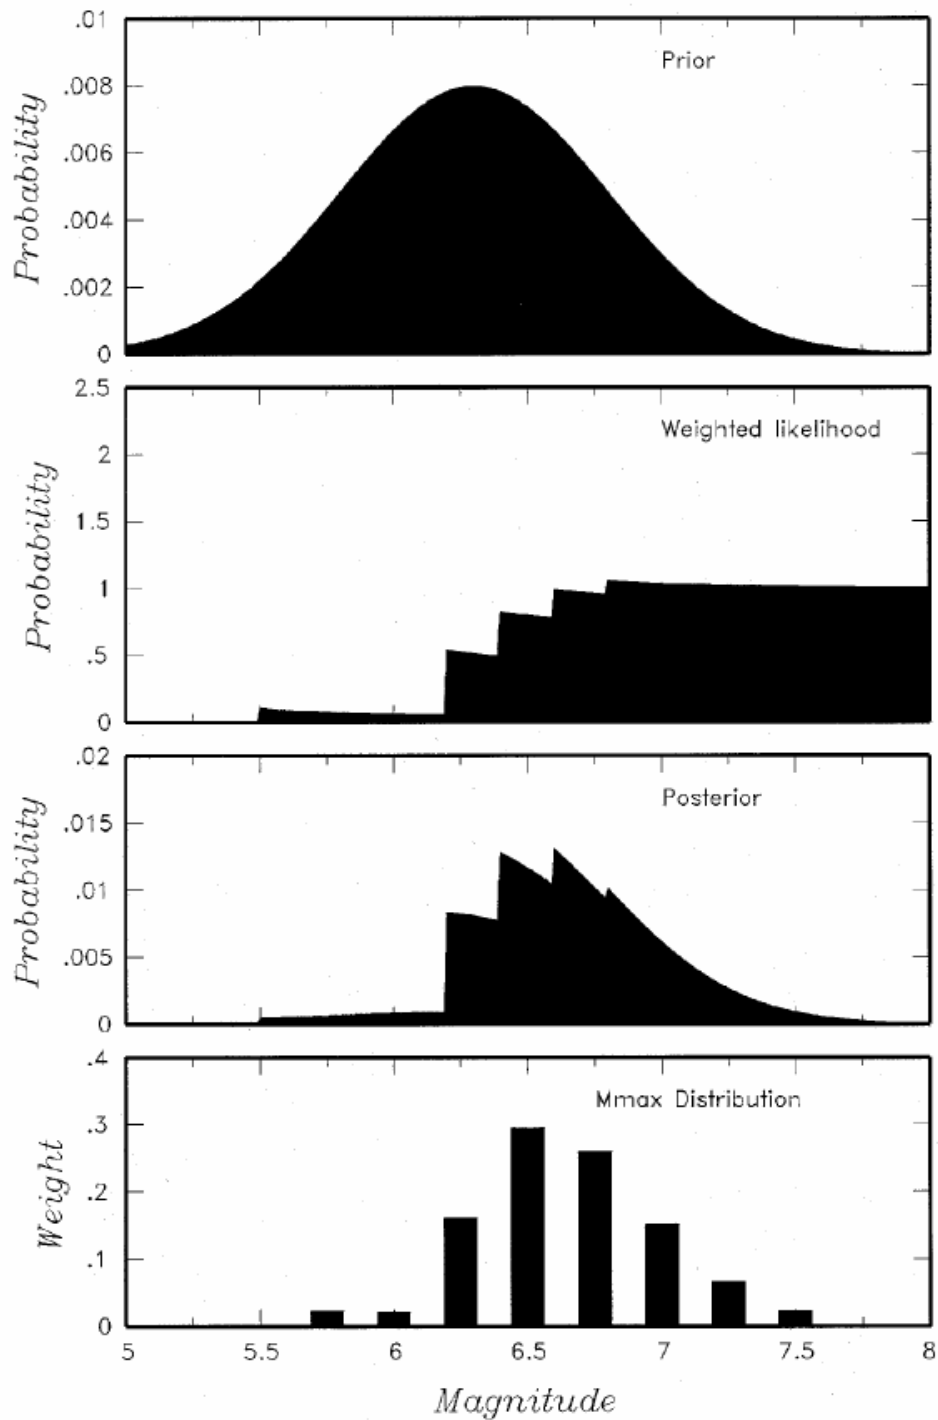 .01
Prior
.008
.006
.004
.002
0
Probability
2.5
Weighted likelihood
2
1.5
1
.5
0
Probability
.02
Posterior
.015
.01
.005
0
Probability
.4
Mmax Distribution
.3
.2
.1
0
Weight
5 5.5 6 6.5 7 7.5 8
Magnitude